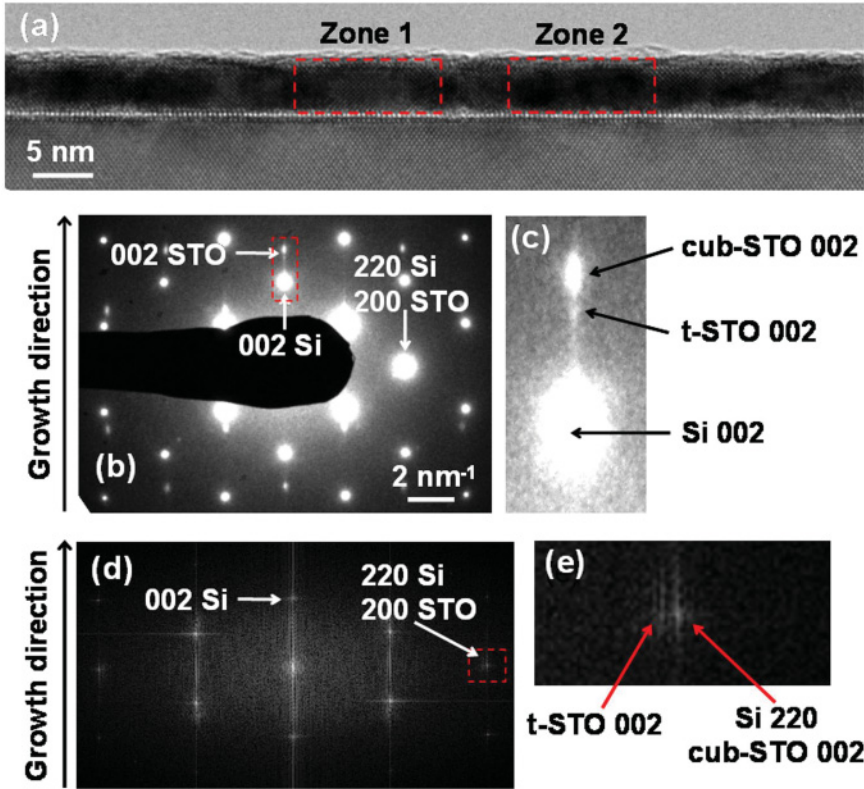 (a)
Zone 1
Zone 2
5 nm
Growth direction
002 STO
220 Si
200 STO
002 Si
(b)
2 nm-1
(c)
cub-STO 002
t-STO 002
Si 002
Growth direction
(d)
002 Si
220 Si
200 STO
(e)
t-STO 002
Si 220
cub-STO 002